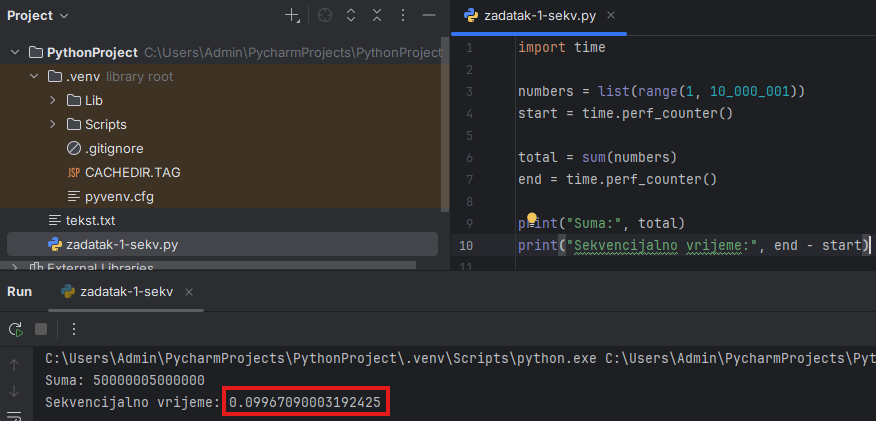 Project
PythonProject C:\Users\Admin\PycharmProjects\PythonProject
.venv library root
Lib
Scripts
.gitignore
JSP CACHEDIR.TAG
pyvenv.cfg
tekst.txt
zadatak-1-sekv.py
External Libraries
zadatak-1-sekv.py
1 import time
2
3 numbers = list(range(1, 10_000_001))
4 start = time.perf_counter()
5
6 total = sum(numbers)
7 end = time.perf_counter()
8
9 print("Suma:", total)
10 print("Sekvencijalno vrijeme:", end - start)
11
Run zadatak-1-sekv
C:\Users\Admin\PycharmProjects\PythonProject\.venv\Scripts\python.exe C:\Users\Admin\PycharmProjects\Pyt
Suma: 50000005000000
Sekvencijalno vrijeme: 0.09967090003192425